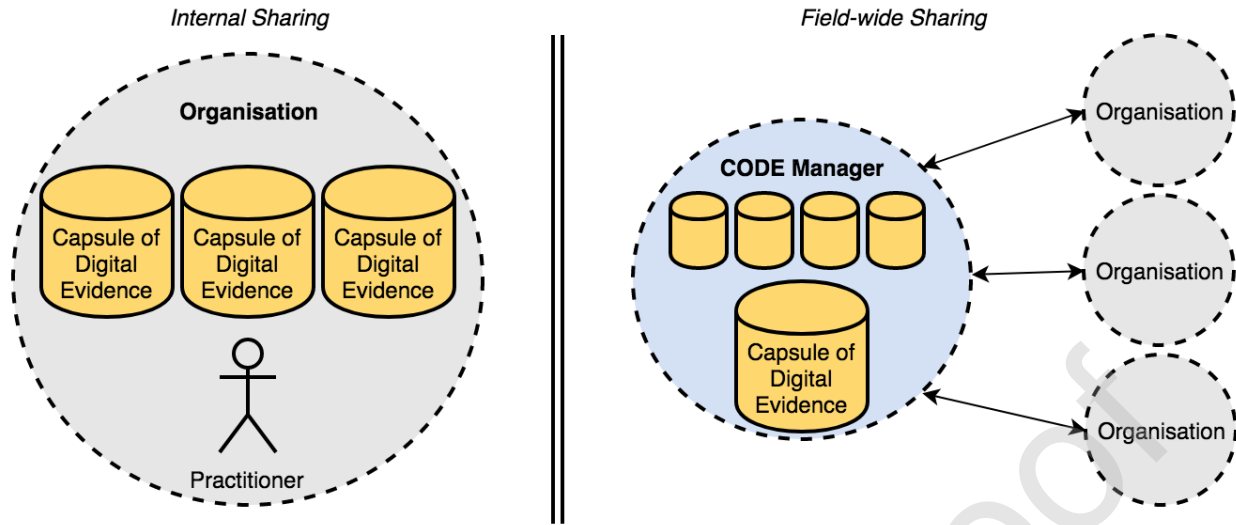 Internal Sharing
Organisation
Capsule of
Digital
Evidence
Capsule of
Digital
Evidence
Capsule of
Digital
Evidence
Practitioner
Field-wide Sharing
CODE Manager
Capsule of
Digital
Evidence
Organisation
Organisation
Organisation
oof